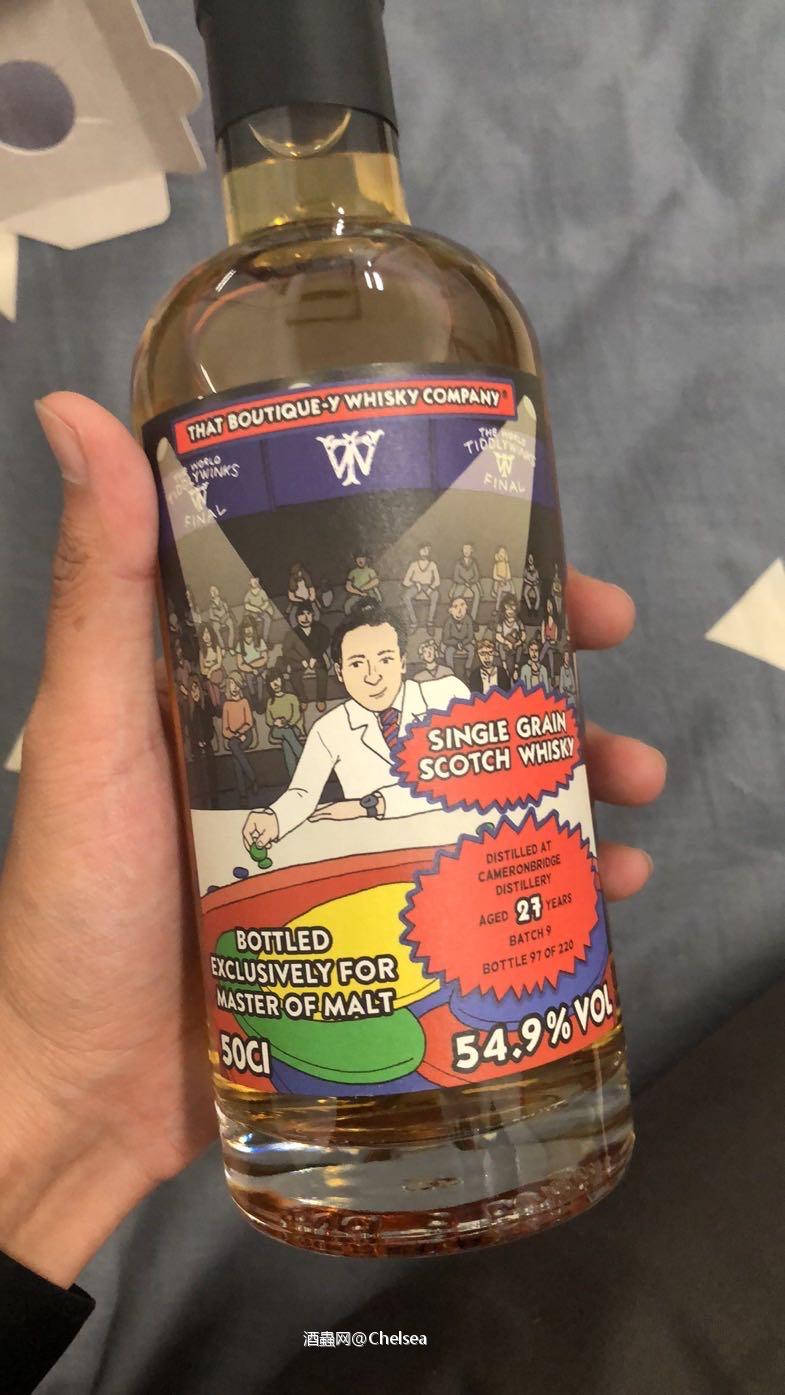 THAT BOUTIQUE-Y WHISKY COMPANY
THE WORLD
TIDDLYWINKS
W
FINAL
TW
THE WORLD
TIDDLYWINKS
W
FINAL
SINGLE GRAIN
SCOTCH WHISKY
DISTILLED AT
CAMERONBRIDGE
DISTILLERY
AGED 27 YEARS
BATCH 9
BOTTLE 97 OF 220
BOTTLED
EXCLUSIVELY FOR
MASTER OF MALT
50Cl
54.9% VOL
酒蟲网@Chelsea